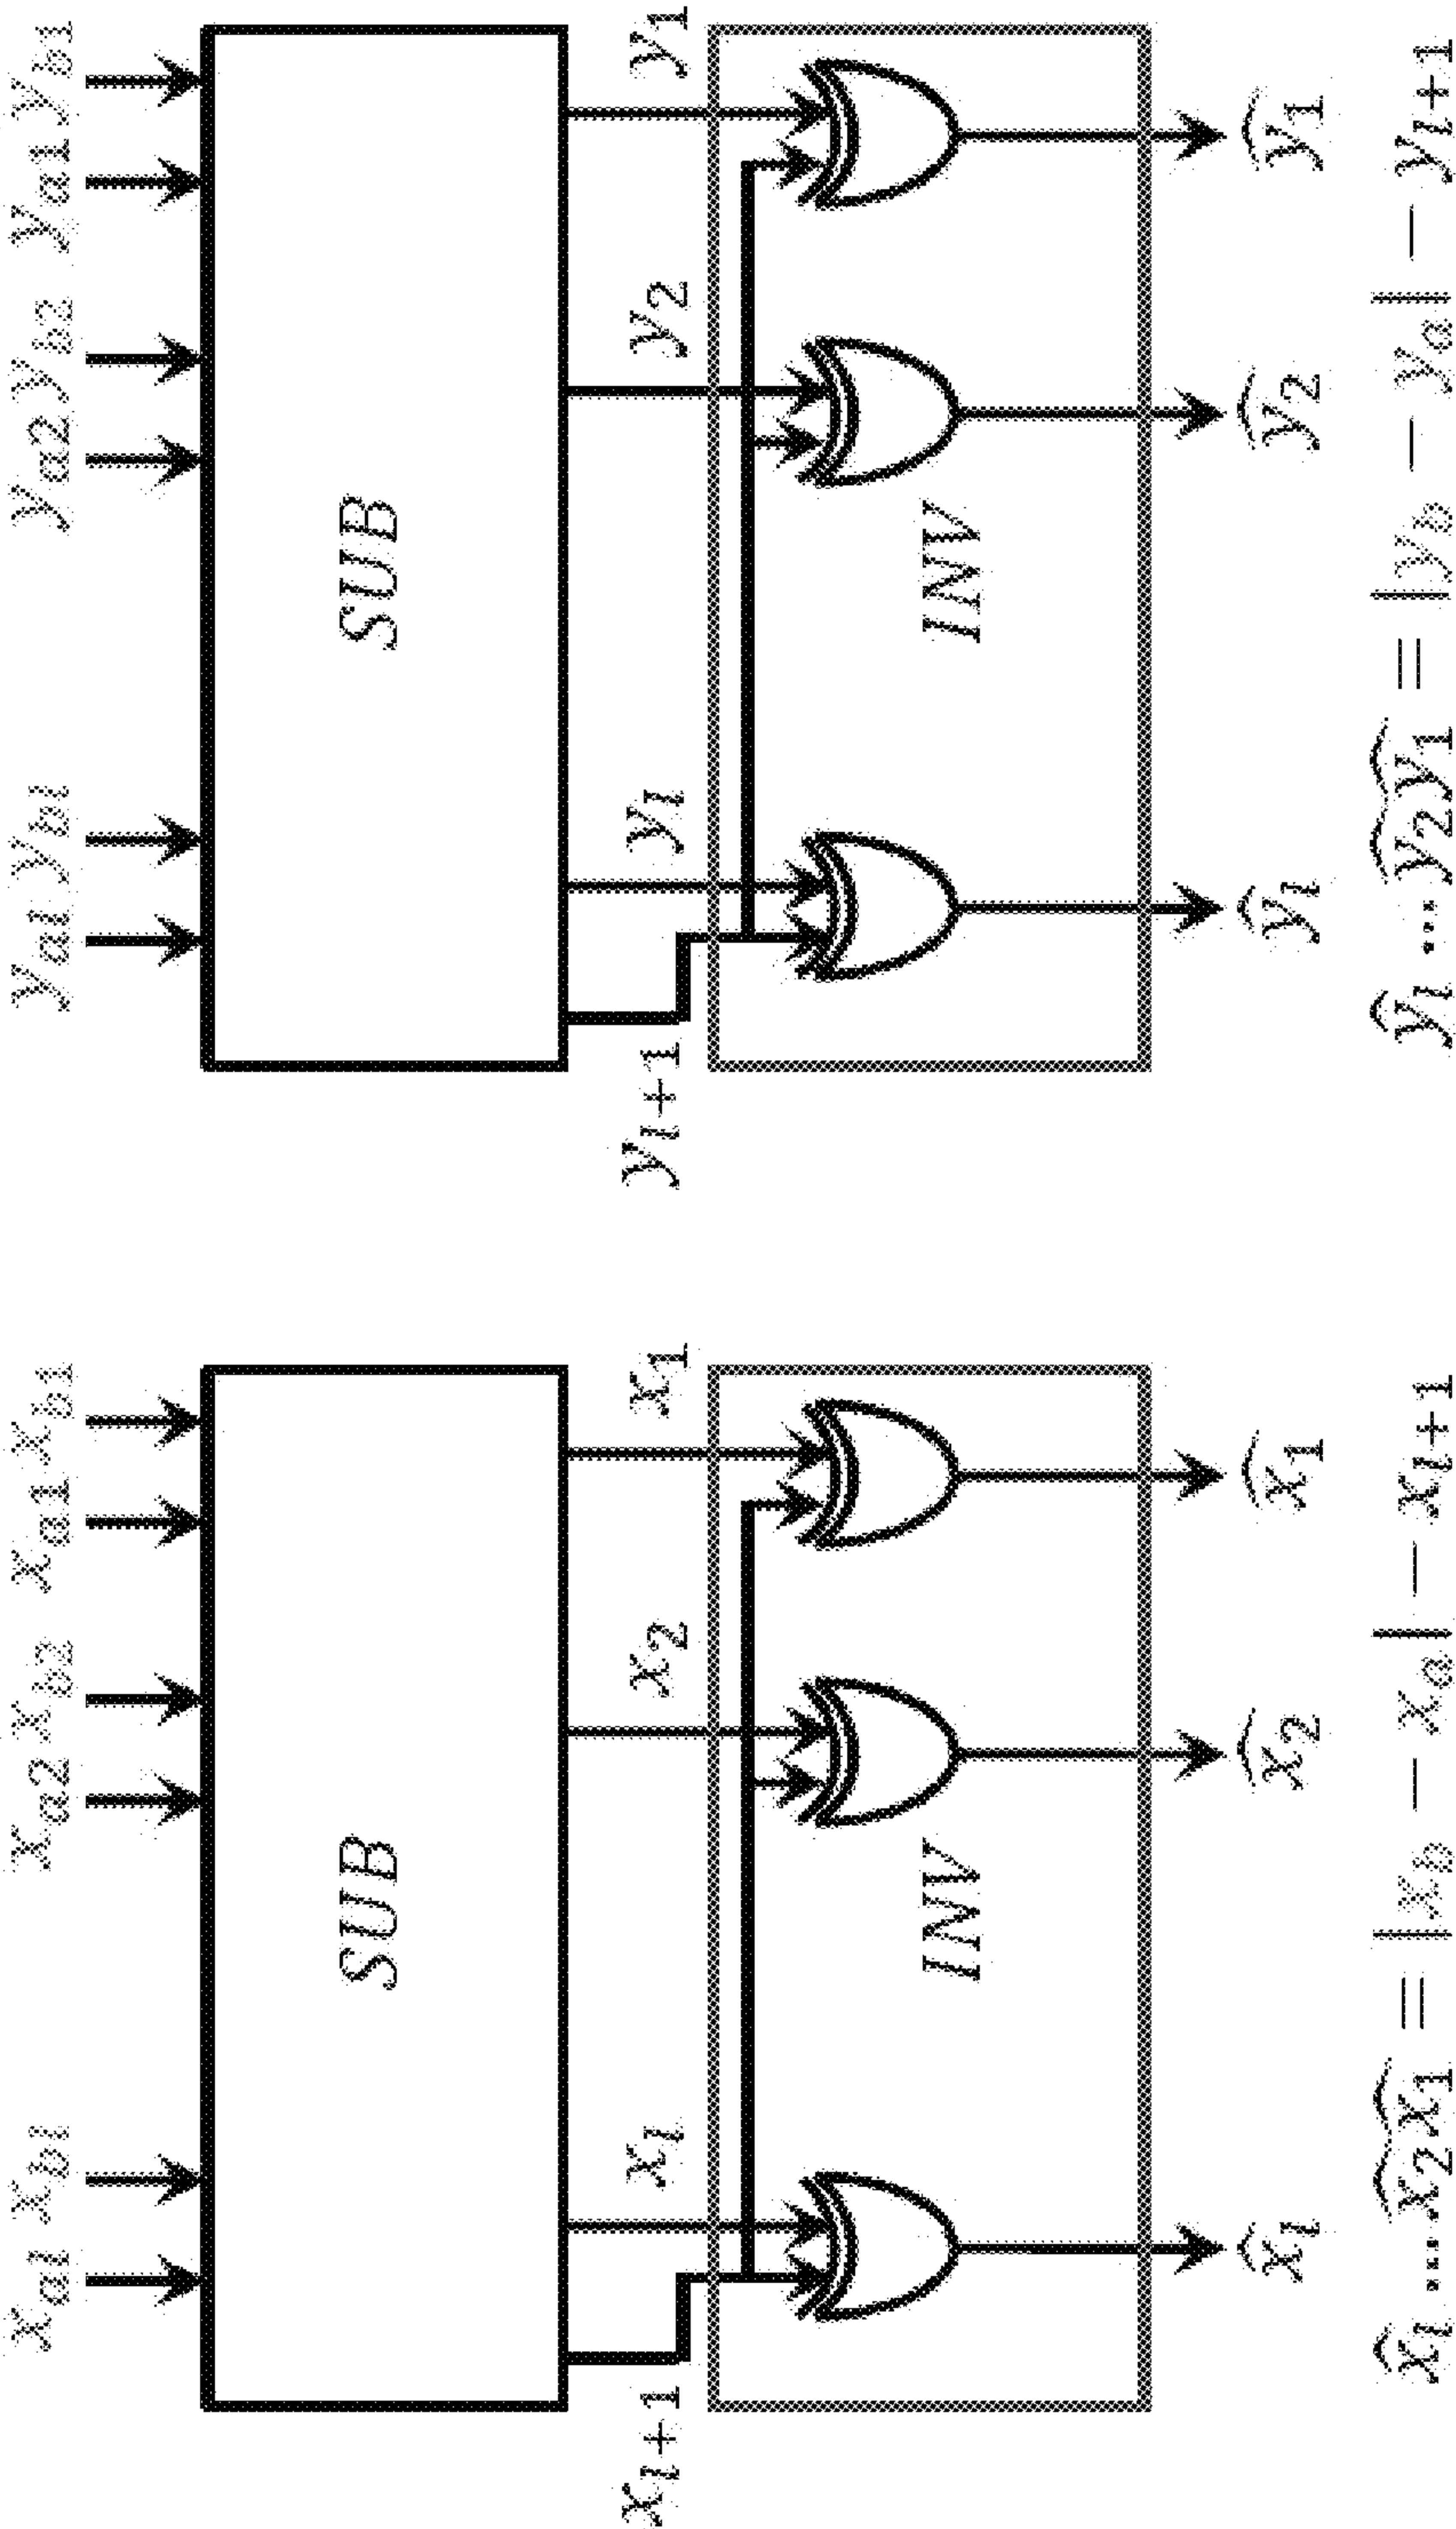 x_{al} x_{bl} x_{a2} x_{b2} x_{a1} x_{b1} y_{al} y_{bl} y_{a2} y_{b2} y_{a1} y_{b1}
SUB SUB
x_{l+1} x_l x_2 x_1 y_{l+1} y_l y_2 y_1
INV INV
\widehat{x_l} \widehat{x_2} \widehat{x_1} \widehat{y_l} \widehat{y_2} \widehat{y_1}
\widehat{x_l} ... \widehat{x_2} \widehat{x_1} = |x_b − x_a| − x_{l+1} \widehat{y_l} ... \widehat{y_2} \widehat{y_1} = |y_b − y_a| − y_{l+1}